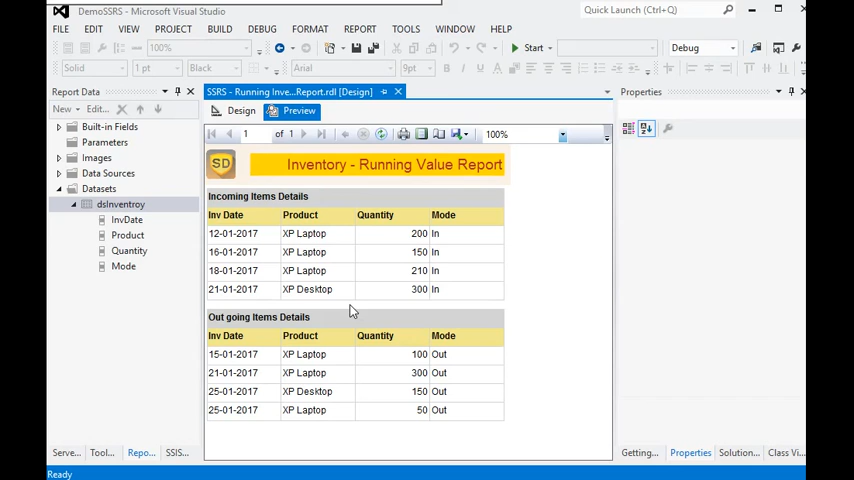 DemoSSRS - Microsoft Visual Studio
Quick Launch (Ctrl+Q)
FILE EDIT VIEW PROJECT BUILD DEBUG FORMAT REPORT TOOLS WINDOW HELP
100% Start Debug
Solid 1 pt Black Arial 9pt
Report Data
SSRS - Running Inve...Report.rdl [Design]
Properties
New Edit...
Design Preview
Built-in Fields
Parameters
Images
Data Sources
Datasets
dsInventroy
InvDate
Product
Quantity
Mode
1 of 1 100%
SD
Inventory - Running Value Report
Incoming Items Details
Inv Date Product Quantity Mode
12-01-2017 XP Laptop 200 In
16-01-2017 XP Laptop 150 In
18-01-2017 XP Laptop 210 In
21-01-2017 XP Desktop 300 In
Out going Items Details
Inv Date Product Quantity Mode
15-01-2017 XP Laptop 100 Out
21-01-2017 XP Laptop 300 Out
25-01-2017 XP Desktop 150 Out
25-01-2017 XP Laptop 50 Out
Serve... Tool... Repo... SSIS...
Getting... Properties Solution... Class Vi...
Ready